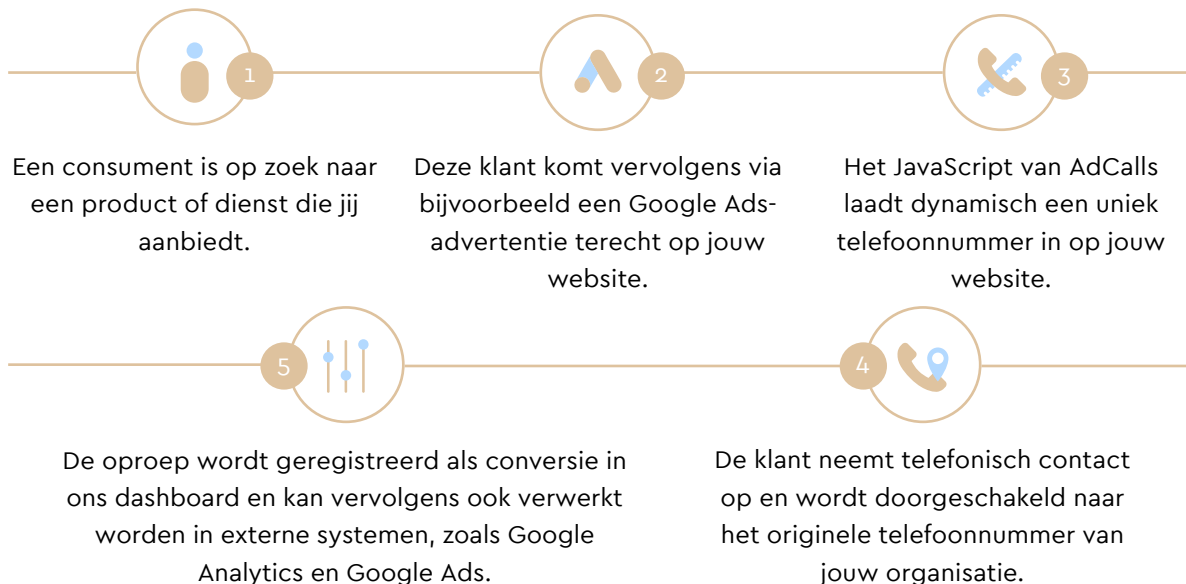 1
Een consument is op zoek naar
een product of dienst die jij
aanbiedt.
2
Deze klant komt vervolgens via
bijvoorbeeld een Google Ads-
advertentie terecht op jouw
website.
3
Het JavaScript van AdCalls
laadt dynamisch een uniek
telefoonnummer in op jouw
website.
4
De klant neemt telefonisch contact
op en wordt doorgeschakeld naar
het originele telefoonnummer van
jouw organisatie.
5
De oproep wordt geregistreerd als conversie in
ons dashboard en kan vervolgens ook verwerkt
worden in externe systemen, zoals Google
Analytics en Google Ads.